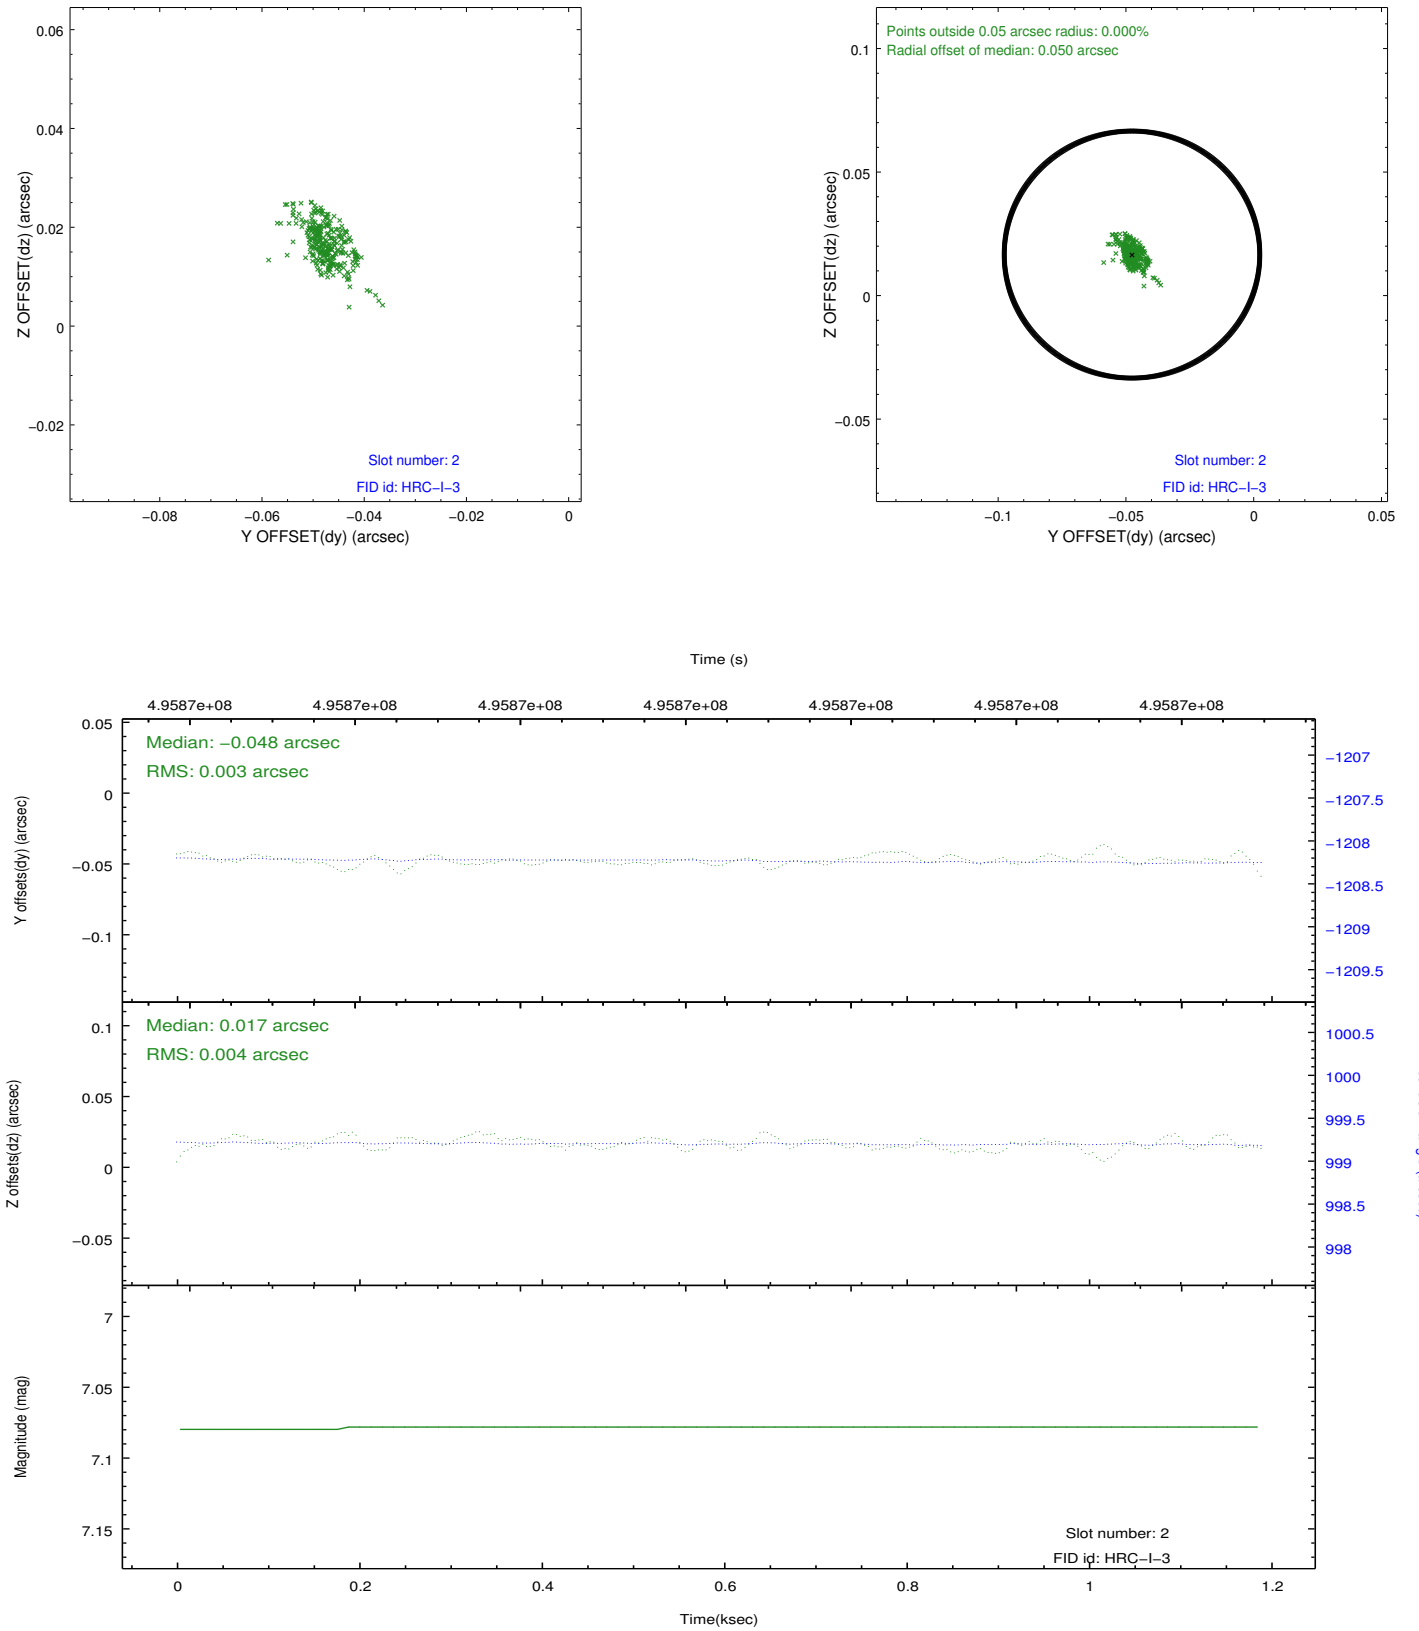 0.06
0.04
0.02
0
−0.02
Z OFFSET(dz) (arcsec)
Slot number: 2
FID id: HRC−I−3
−0.08 −0.06 −0.04 −0.02 0
Y OFFSET(dy) (arcsec)
Points outside 0.05 arcsec radius: 0.000%
Radial offset of median: 0.050 arcsec
0.1
0.05
0
−0.05
Z OFFSET(dz) (arcsec)
Slot number: 2
FID id: HRC−I−3
−0.1 −0.05 0 0.05
Y OFFSET(dy) (arcsec)
Time (s)
4.9587e+08 4.9587e+08 4.9587e+08 4.9587e+08 4.9587e+08 4.9587e+08 4.9587e+08
Median: −0.048 arcsec
RMS: 0.003 arcsec
0.05
0
−0.05
−0.1
Y offsets(dy) (arcsec)
−1207
−1207.5
−1208
−1208.5
−1209
−1209.5
Median: 0.017 arcsec
RMS: 0.004 arcsec
0.1
0.05
0
−0.05
Z offsets(dz) (arcsec)
1000.5
1000
999.5
999
998.5
998
7
7.05
7.1
7.15
Magnitude (mag)
Slot number: 2
FID id: HRC−I−3
0 0.2 0.4 0.6 0.8 1 1.2
Time(ksec)